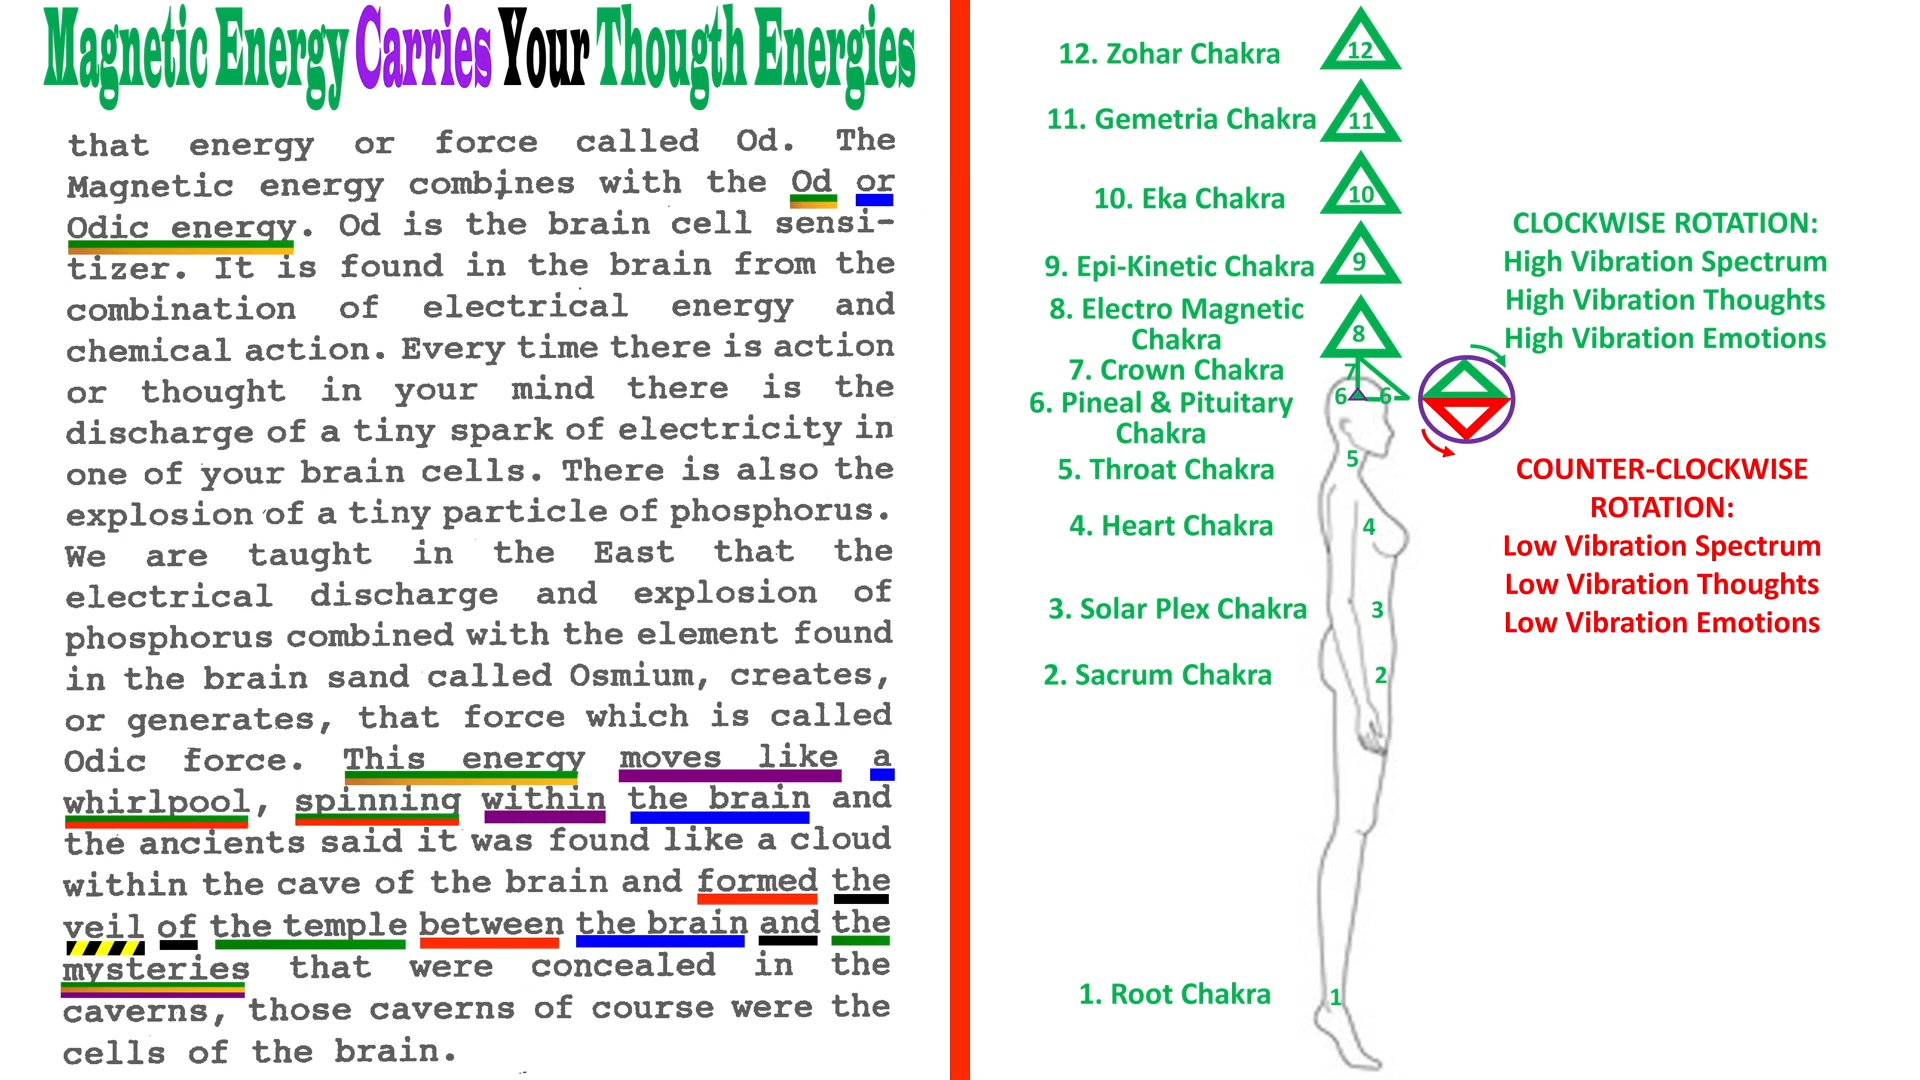 Magnetic Energy Carries Your Thougth Energies
that energy or force called Od. The
Magnetic energy combines with the Od or
Odic energy. Od is the brain cell sensi-
tizer. It is found in the brain from the
combination of electrical energy and
chemical action. Every time there is action
or thought in your mind there is the
discharge of a tiny spark of electricity in
one of your brain cells. There is also the
explosion of a tiny particle of phosphorus.
We are taught in the East that the
electrical discharge and explosion of
phosphorus combined with the element found
in the brain sand called Osmium, creates,
or generates, that force which is called
Odic force. This energy moves like a
whirlpool, spinning within the brain and
the ancients said it was found like a cloud
within the cave of the brain and formed the
veil of the temple between the brain and the
mysteries that were concealed in the
caverns, those caverns of course were the
cells of the brain.
12. Zohar Chakra
12
11. Gemetria Chakra
11
10. Eka Chakra
10
9. Epi-Kinetic Chakra
9
8. Electro Magnetic
Chakra
8
7. Crown Chakra
7
6. Pineal & Pituitary
Chakra
6 6
5. Throat Chakra
5
4. Heart Chakra
4
3. Solar Plex Chakra
3
2. Sacrum Chakra
2
1. Root Chakra
1
CLOCKWISE ROTATION:
High Vibration Spectrum
High Vibration Thoughts
High Vibration Emotions
COUNTER-CLOCKWISE
ROTATION:
Low Vibration Spectrum
Low Vibration Thoughts
Low Vibration Emotions